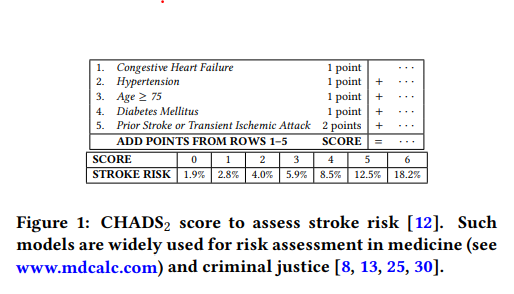 1. Congestive Heart Failure 1 point ···
2. Hypertension 1 point + ···
3. Age ≥ 75 1 point + ···
4. Diabetes Mellitus 1 point + ···
5. Prior Stroke or Transient Ischemic Attack 2 points + ···
ADD POINTS FROM ROWS 1–5 SCORE = ···
SCORE 0 1 2 3 4 5 6
STROKE RISK 1.9% 2.8% 4.0% 5.9% 8.5% 12.5% 18.2%
Figure 1: CHADS₂ score to assess stroke risk [12]. Such
models are widely used for risk assessment in medicine (see
www.mdcalc.com) and criminal justice [8, 13, 25, 30].